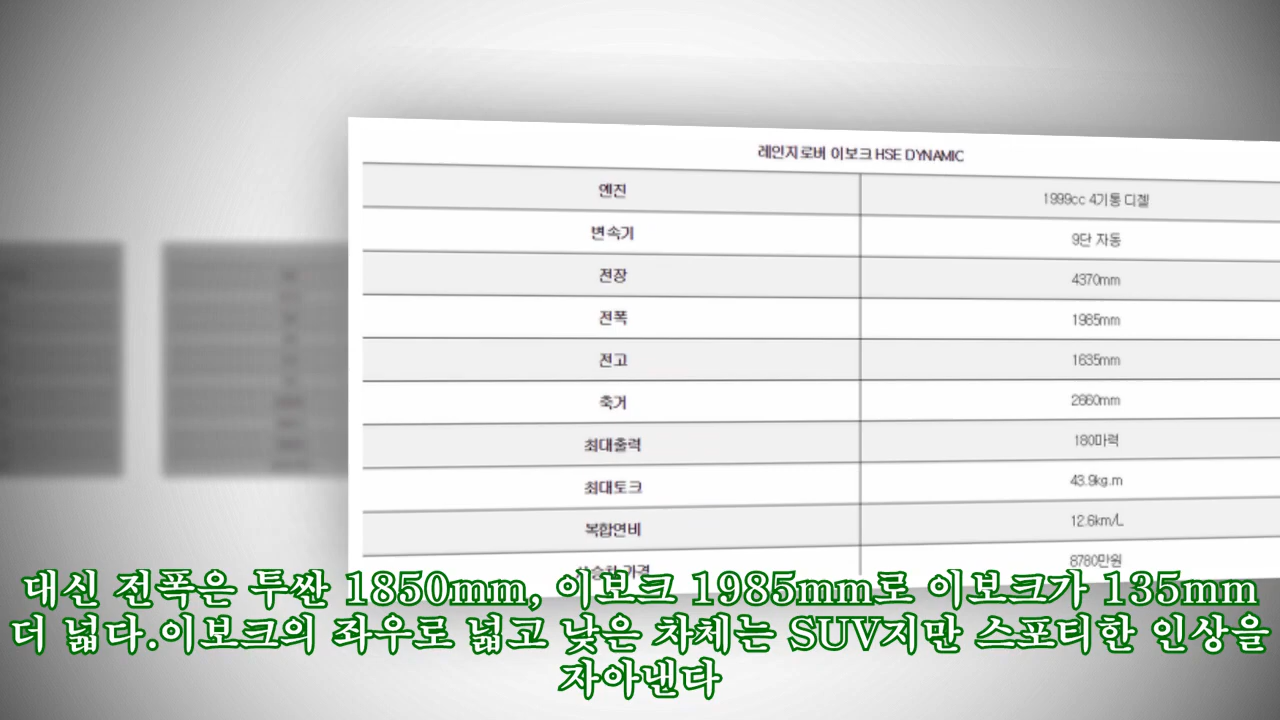 레인지로버 이보크 HSE DYNAMIC
엔진 1999cc 4기통 디젤
변속기 9단 자동
전장 4370mm
전폭 1985mm
전고 1635mm
축거 2660mm
최대출력 180마력
최대토크 43.9kg.m
복합연비 12.6km/L
가격 8780만원
대신 전폭은 투싼 1850mm, 이보크 1985mm로 이보크가 135mm
더 넓다.이보크의 좌우로 넓고 낮은 차체는 SUV지만 스포티한 인상을
자아낸다